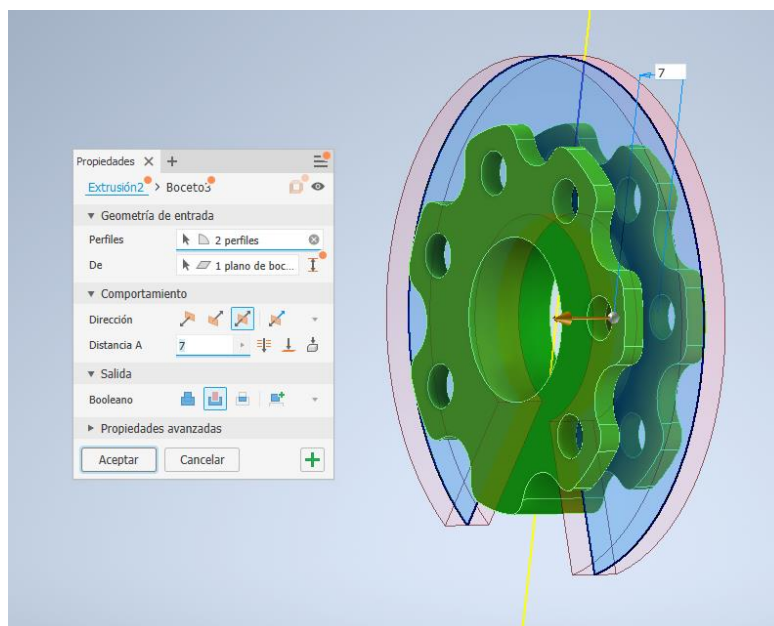 Propiedades
Extrusión2 > Boceto3
Geometría de entrada
Perfiles 2 perfiles
De 1 plano de boc...
Comportamiento
Dirección
Distancia A 7
Salida
Booleano
Propiedades avanzadas
Aceptar Cancelar
7